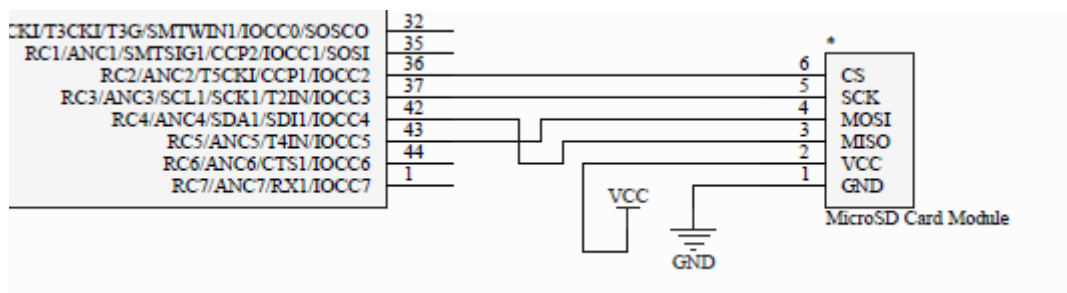 CKI/T3CKI/T3G/SMTWIN1/IOCC0/SOSCO 32
RC1/ANC1/SMTSIG1/CCP2/IOCC1/SOSI 35
*
RC2/ANC2/T5CKI/CCP1/IOCC2 36 6 CS
RC3/ANC3/SCL1/SCK1/T2IN/IOCC3 37 5 SCK
RC4/ANC4/SDA1/SDI1/IOCC4 42 4 MOSI
RC5/ANC5/T4IN/IOCC5 43 3 MISO
RC6/ANC6/CTS1/IOCC6 44 2 VCC
RC7/ANC7/RX1/IOCC7 1 1 GND
VCC
MicroSD Card Module
GND